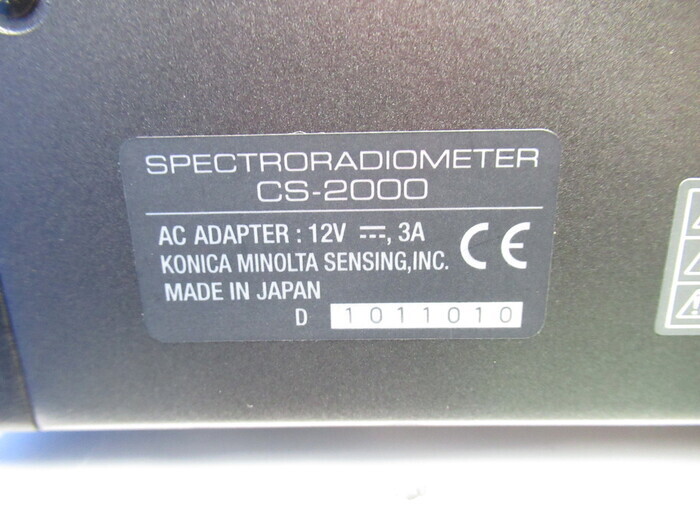 SPECTRORADIOMETER
CS-2000
AC ADAPTER : 12V ⎓, 3A
KONICA MINOLTA SENSING,INC.
CE
MADE IN JAPAN
D 1011010